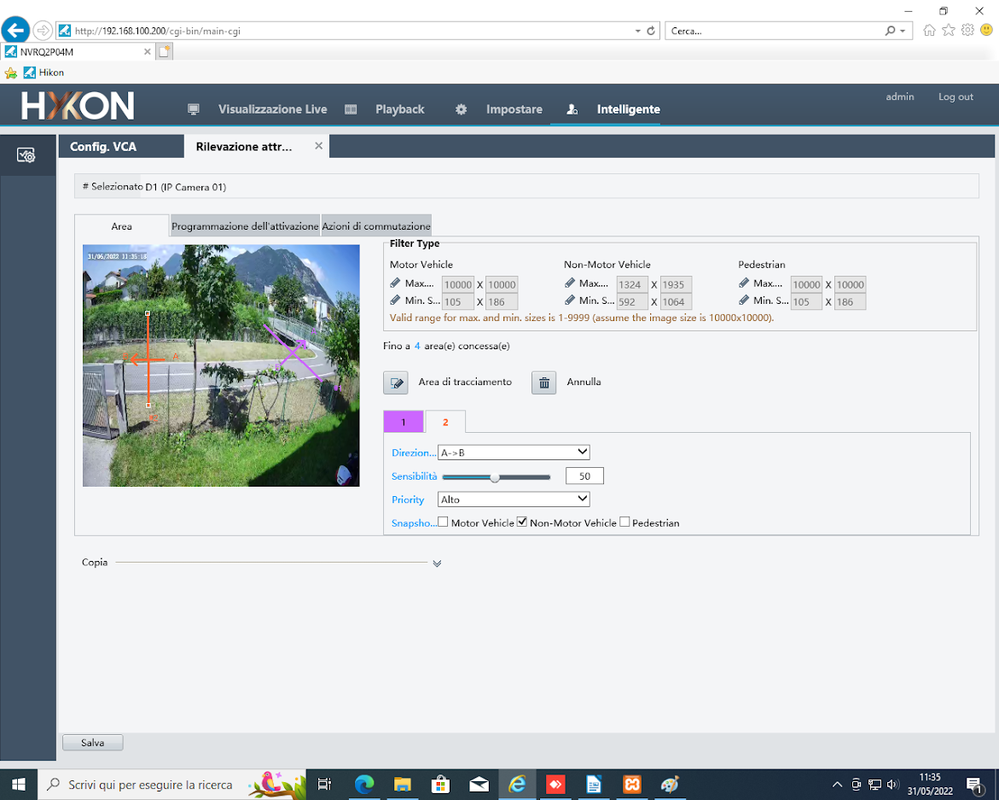 http://192.168.100.200/cgi-bin/main-cgi
Cerca...
NVRQ2P04M
Hikon
HYKON
Visualizzazione Live
Playback
Impostare
Intelligente
admin
Log out
Config. VCA
Rilevazione attr...
# Selezionato D1 (IP Camera 01)
Area
Programmazione dell'attivazione
Azioni di commutazione
31/05/2022 11:35:18
A
Filter Type
Motor Vehicle
Non-Motor Vehicle
Pedestrian
Max.... 10000 X 10000
Max.... 1324 X 1935
Max.... 10000 X 10000
Min. S... 105 X 186
Min. S... 592 X 1064
Min. S... 105 X 186
Valid range for max. and min. sizes is 1-9999 (assume the image size is 10000x10000).
Fino a 4 area(e) concessa(e)
Area di tracciamento
Annulla
1
2
Direzion... A->B
Sensibilità 50
Priority Alto
Snapsho... Motor Vehicle Non-Motor Vehicle Pedestrian
Copia
Salva
Scrivi qui per eseguire la ricerca
11:35
31/05/2022
1